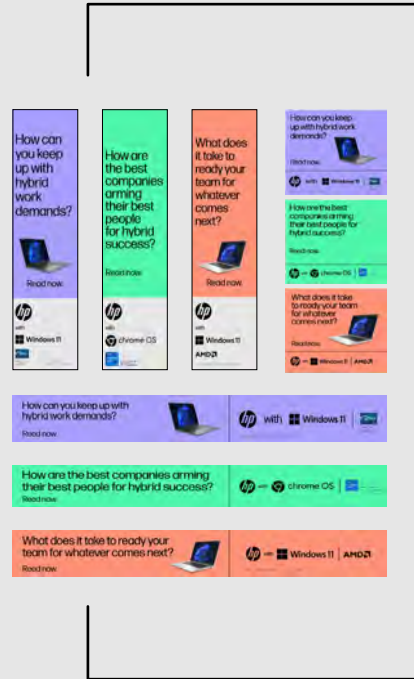 How can
you keep
up with
hybrid
work
demands?
Read now.
hp
with
Windows 11
How are
the best
companies
arming
their best
people
for hybrid
success?
Read now.
hp
with
chrome OS
What does
it take to
ready your
team for
whatever
comes
next?
Read now.
hp
with
Windows 11
AMD
How can you keep
up with hybrid work
demands?
Read now.
hp with Windows 11
How are the best
companies arming
their best people for
hybrid success?
Read now.
hp with chrome OS
What does it take
to ready your team
for whatever
comes next?
Read now.
hp with Windows 11 AMD
How can you keep up with
hybrid work demands?
Read now.
hp with Windows 11
How are the best companies arming
their best people for hybrid success?
Read now.
hp with chrome OS
What does it take to ready your
team for whatever comes next?
Read now.
hp with Windows 11 AMD